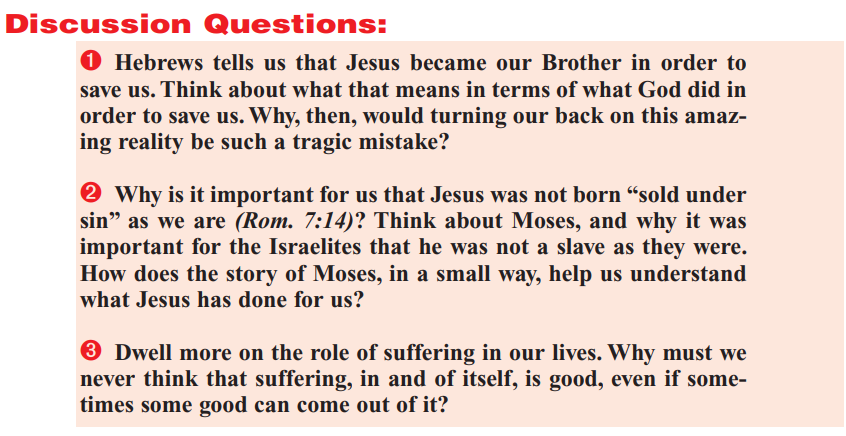 Discussion Questions:
❶ Hebrews tells us that Jesus became our Brother in order to
save us. Think about what that means in terms of what God did in
order to save us. Why, then, would turning our back on this amaz-
ing reality be such a tragic mistake?
❷ Why is it important for us that Jesus was not born “sold under
sin” as we are (Rom. 7:14)? Think about Moses, and why it was
important for the Israelites that he was not a slave as they were.
How does the story of Moses, in a small way, help us understand
what Jesus has done for us?
❸ Dwell more on the role of suffering in our lives. Why must we
never think that suffering, in and of itself, is good, even if some-
times some good can come out of it?